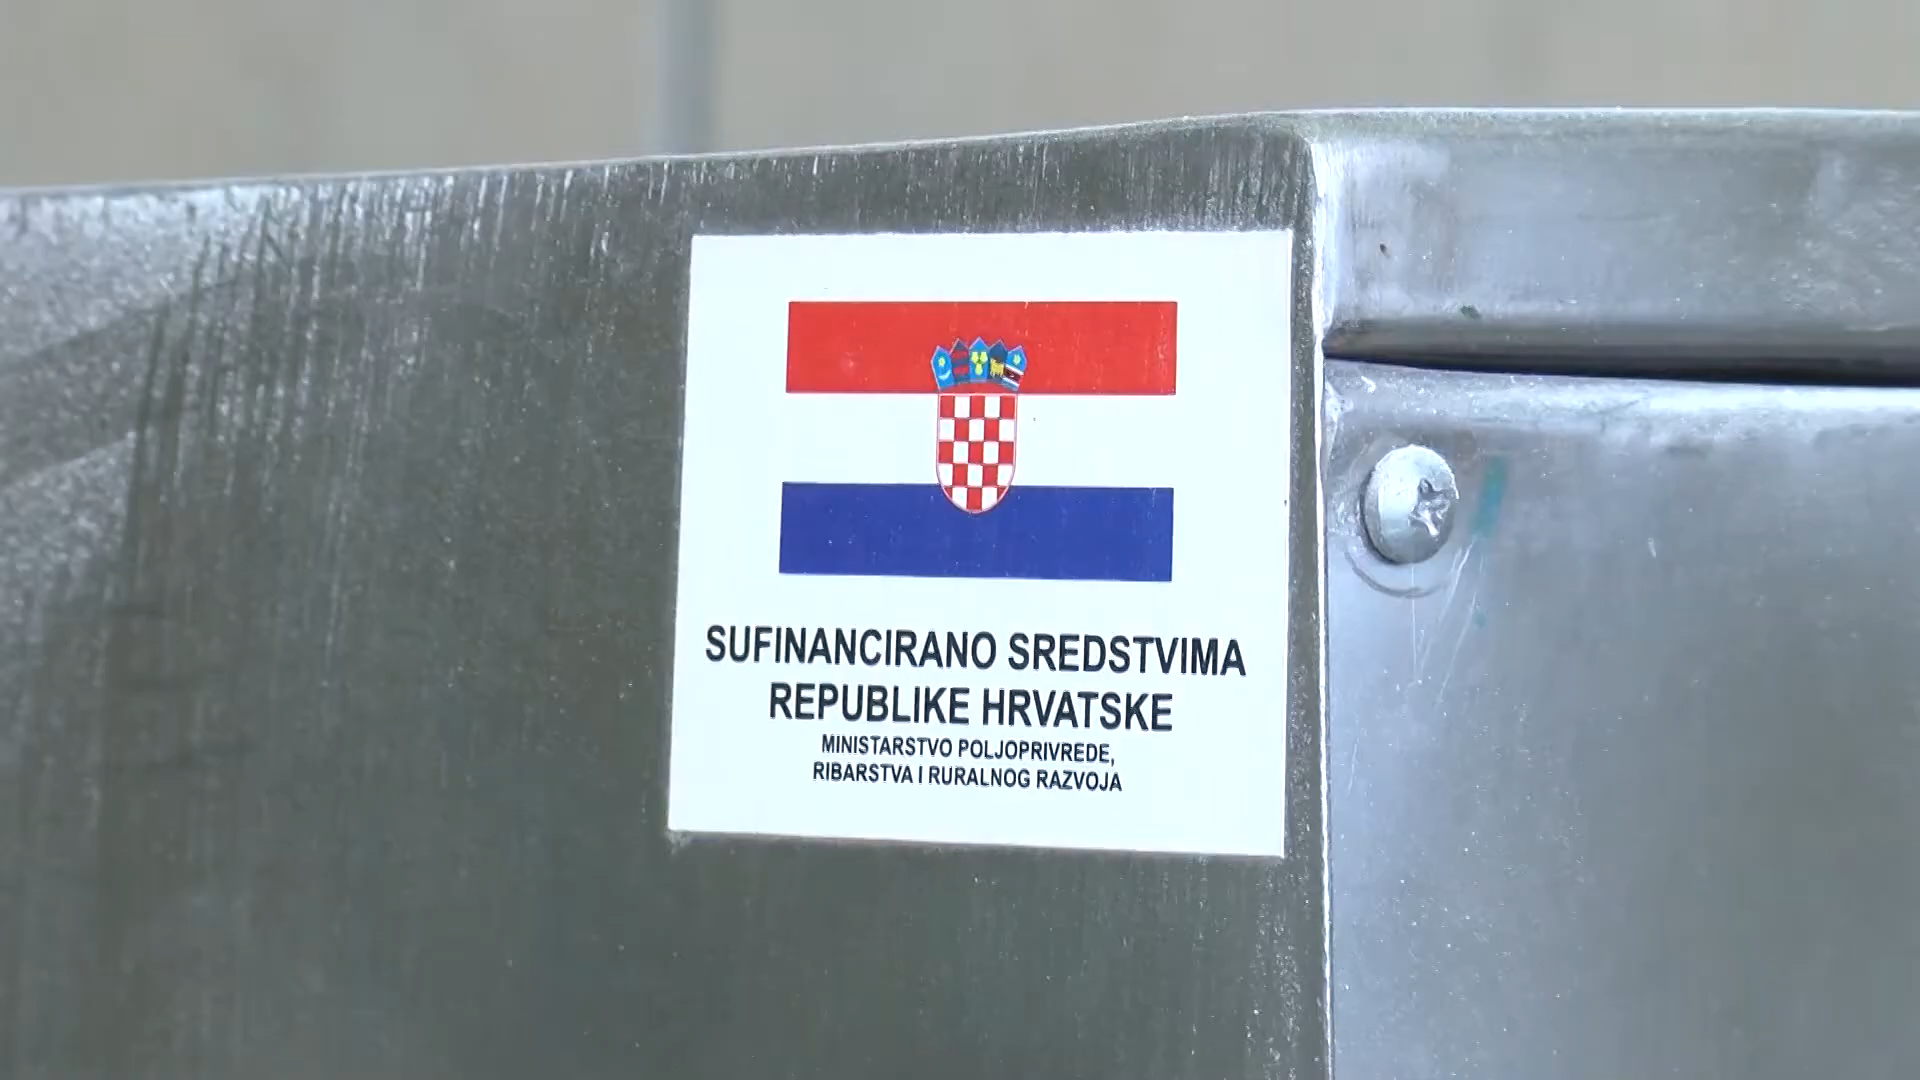 SUFINANCIRANO SREDSTVIMA
REPUBLIKE HRVATSKE
MINISTARSTVO POLJOPRIVREDE,
RIBARSTVA I RURALNOG RAZVOJA